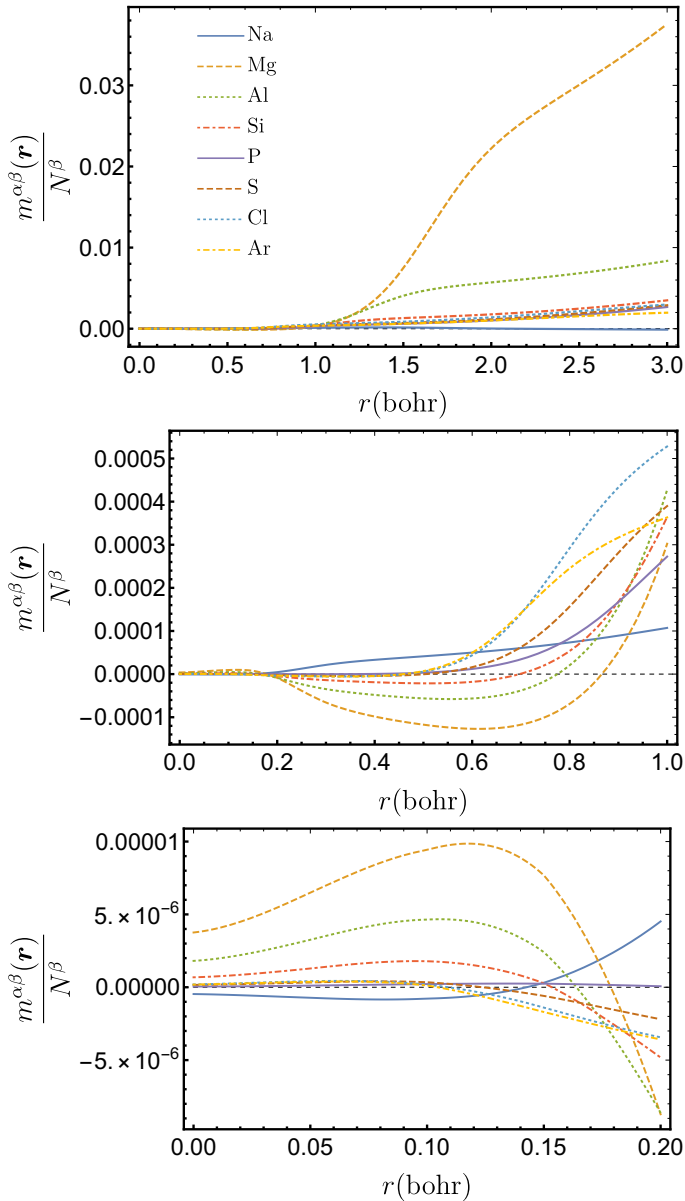 Na
Mg
Al
Si
P
S
Cl
Ar
0.03
0.02
0.01
0.00
m^{αβ}(r)
N^β
0.0 0.5 1.0 1.5 2.0 2.5 3.0
r(bohr)
0.0005
0.0004
0.0003
0.0002
0.0001
0.0000
−0.0001
m^{αβ}(r)
N^β
0.0 0.2 0.4 0.6 0.8 1.0
r(bohr)
0.00001
5.×10⁻⁶
0.00000
−5.×10⁻⁶
m^{αβ}(r)
N^β
0.00 0.05 0.10 0.15 0.20
r(bohr)